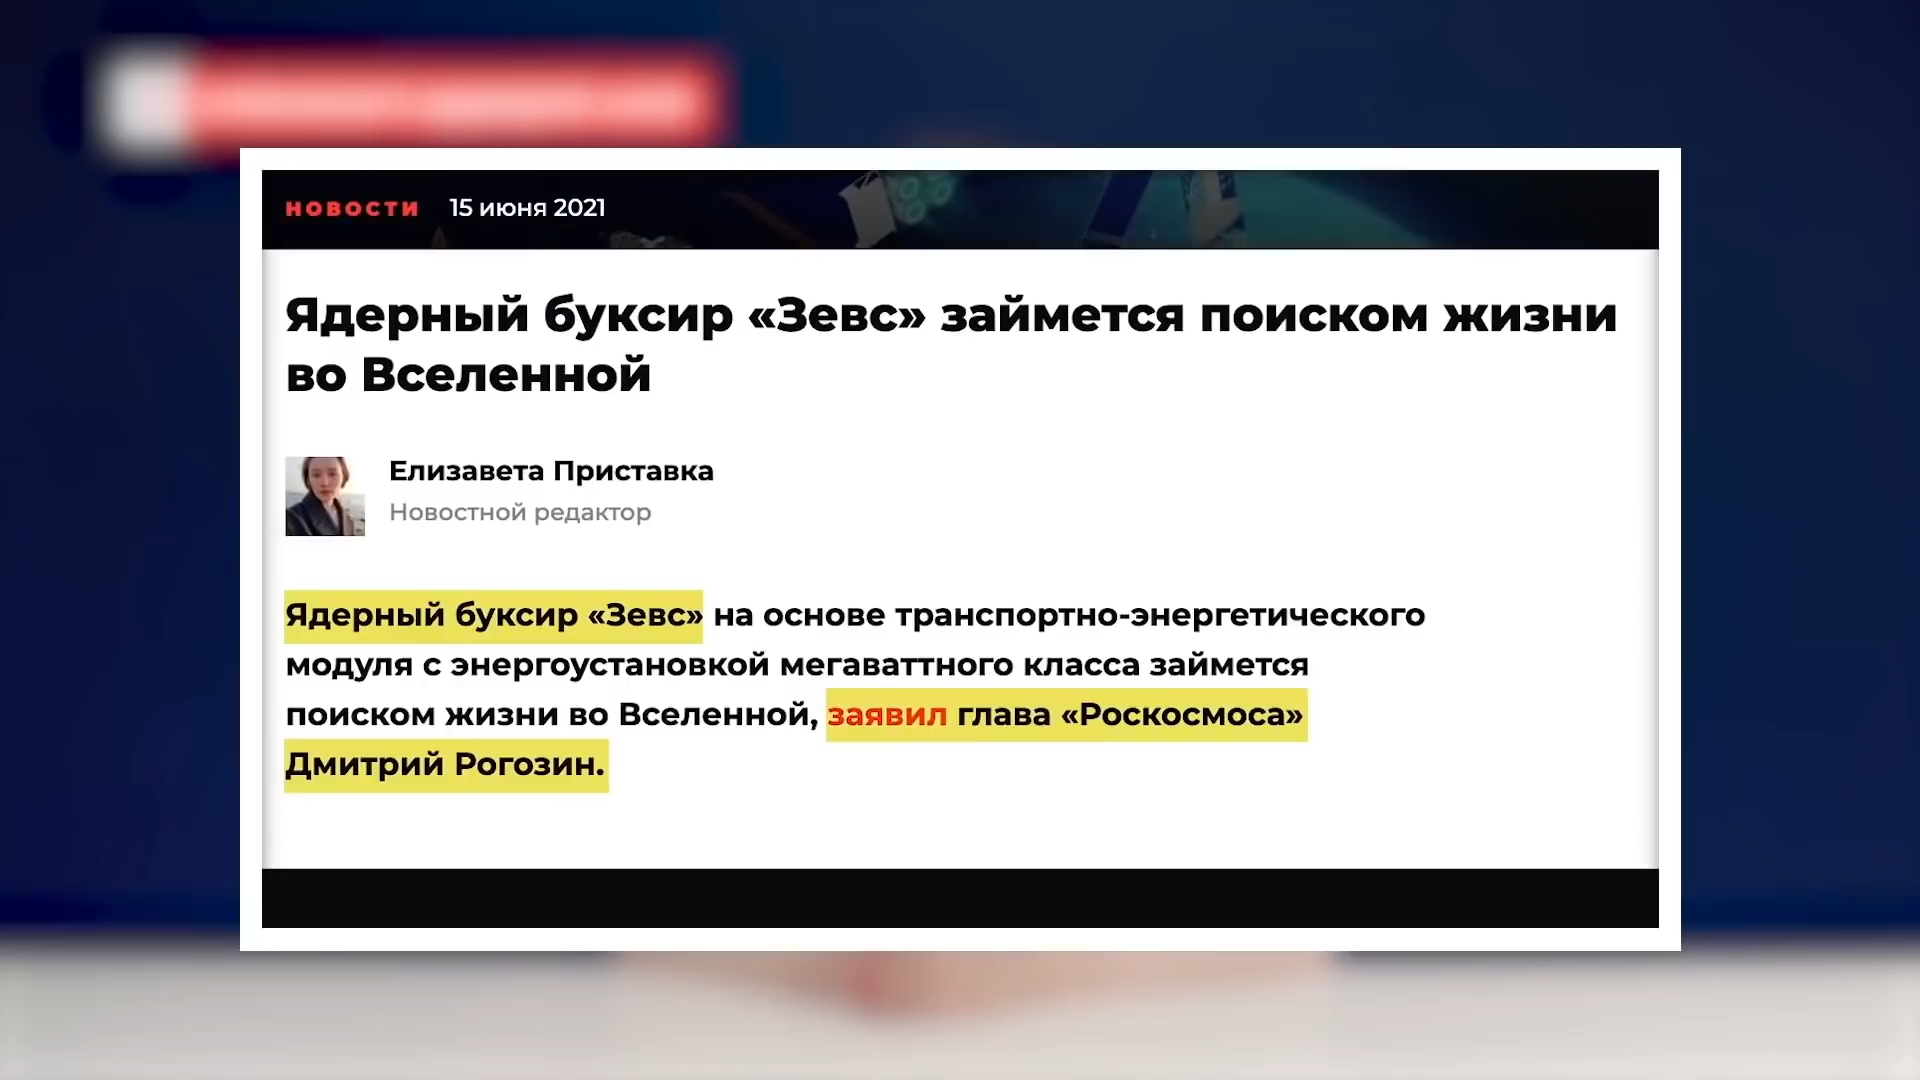 НОВОСТИ 15 июня 2021
Ядерный буксир «Зевс» займется поиском жизни
во Вселенной
Елизавета Приставка
Новостной редактор
Ядерный буксир «Зевс» на основе транспортно-энергетического
модуля с энергоустановкой мегаваттного класса займется
поиском жизни во Вселенной, заявил глава «Роскосмоса»
Дмитрий Рогозин.